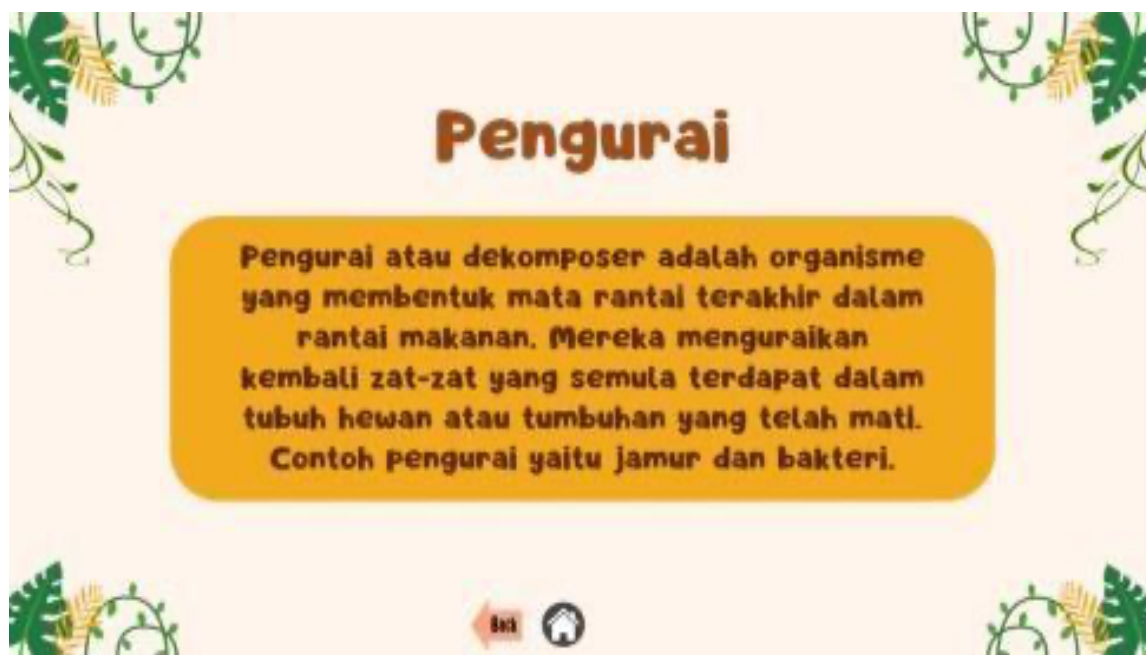 Pengurai
Pengurai atau dekomposer adalah organisme
yang membentuk mata rantai terakhir dalam
rantai makanan. Mereka menguraikan
kembali zat-zat yang semula terdapat dalam
tubuh hewan atau tumbuhan yang telah mati.
Contoh pengurai yaitu jamur dan bakteri.
Back